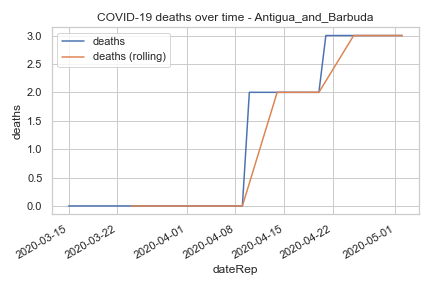 COVID-19 deaths over time - Antigua_and_Barbuda
deaths
deaths (rolling)
3.0
2.5
2.0
1.5
1.0
0.5
0.0
deaths
2020-03-15
2020-03-22
2020-04-01
2020-04-08
2020-04-15
2020-04-22
2020-05-01
dateRep